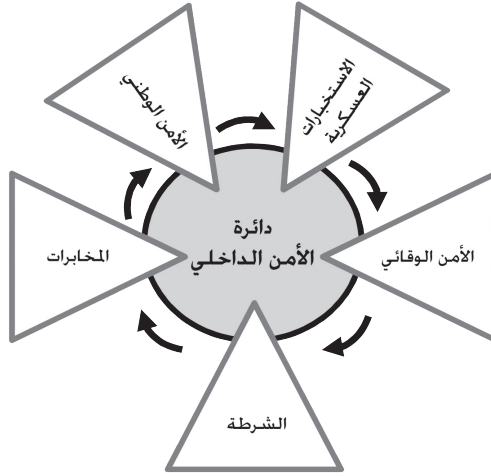 الاستخبارات
العسكرية
الأمن الوطني
دائرة
الأمن الداخلي
الأمن الوقائي
المخابرات
الشرطة